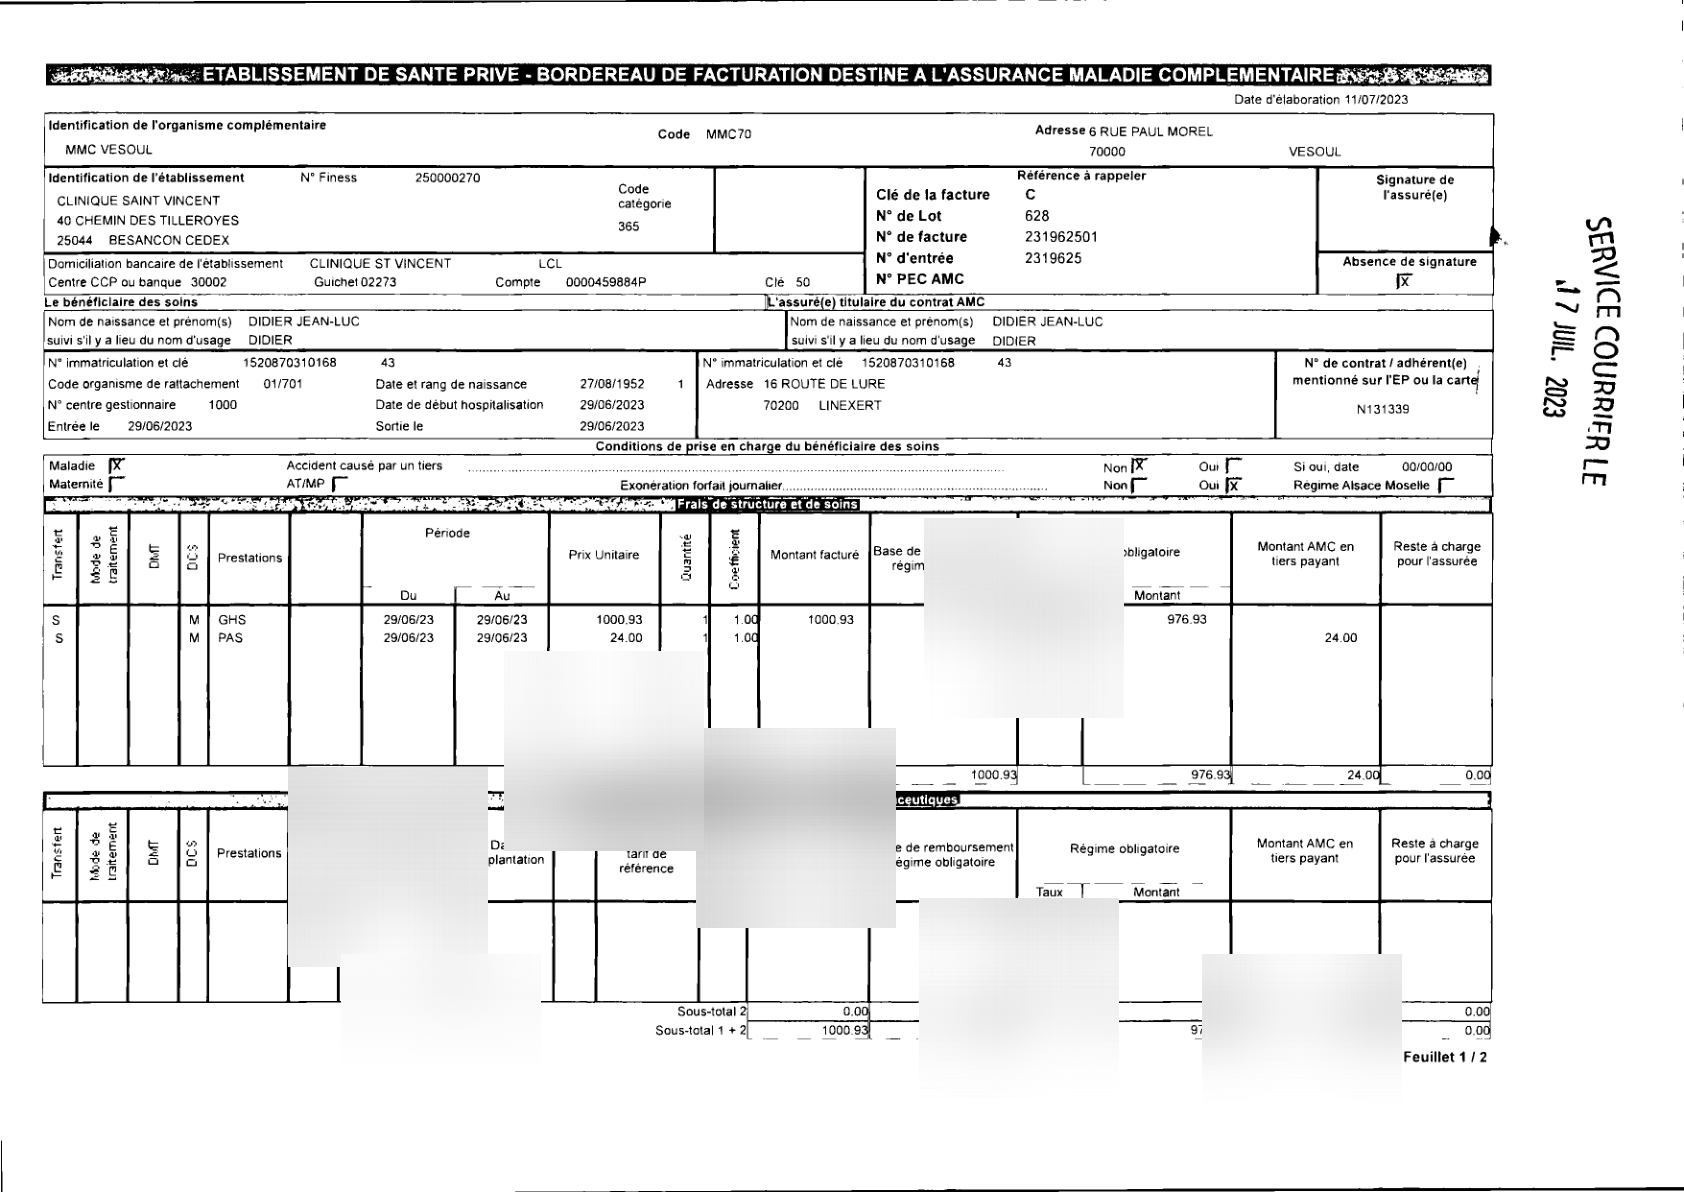 ETABLISSEMENT DE SANTE PRIVE - BORDEREAU DE FACTURATION DESTINE A L'ASSURANCE MALADIE COMPLEMENTAIRE
Date d'élaboration 11/07/2023
Identification de l'organisme complémentaire Code MMC70 Adresse 6 RUE PAUL MOREL
MMC VESOUL 70000 VESOUL
Identification de l'établissement N° Finess 250000270
CLINIQUE SAINT VINCENT
40 CHEMIN DES TILLEROYES
25044 BESANCON CEDEX
Code
catégorie
365
Référence à rappeler
Clé de la facture C
N° de Lot 628
N° de facture 231962501
N° d'entrée 2319625
N° PEC AMC
Signature de
l'assuré(e)
Absence de signature
X
Domiciliation bancaire de l'établissement CLINIQUE ST VINCENT LCL
Centre CCP ou banque 30002 Guichet 02273 Compte 0000459884P Clé 50
Le bénéficiaire des soins L'assuré(e) titulaire du contrat AMC
Nom de naissance et prénom(s) DIDIER JEAN-LUC Nom de naissance et prénom(s) DIDIER JEAN-LUC
suivi s'il y a lieu du nom d'usage DIDIER suivi s'il y a lieu du nom d'usage DIDIER
N° immatriculation et clé 1520870310168 43 N° immatriculation et clé 1520870310168 43
Code organisme de rattachement 01/701 Date et rang de naissance 27/08/1952 1 Adresse 16 ROUTE DE LURE
N° centre gestionnaire 1000 Date de début hospitalisation 29/06/2023 70200 LINEXERT
Entrée le 29/06/2023 Sortie le 29/06/2023
N° de contrat / adhérent(e)
mentionné sur l'EP ou la carte
N131339
Conditions de prise en charge du bénéficiaire des soins
Maladie X Accident causé par un tiers Non X Oui Si oui, date 00/00/00
Maternité AT/MP Exonération forfait journalier Non Oui X Régime Alsace Moselle
Frais de structure et de soins
Transfert Mode de traitement DMT DCS Prestations Période Prix Unitaire Quantité Coefficient Montant facturé Base de obligatoire Montant AMC en tiers payant Reste à charge pour l'assurée
régim
Du Au Montant
S M GHS 29/06/23 29/06/23 1000.93 1 1.00 1000.93 976.93
S M PAS 29/06/23 29/06/23 24.00 1 1.00 24.00
1000.93 976.93 24.00 0.00
ceutiques
Transfert Mode de traitement DMT DCS Prestations Da plantation tarif de référence e de remboursement égime obligatoire Régime obligatoire Montant AMC en tiers payant Reste à charge pour l'assurée
Taux Montant
Sous-total 2 0.00 0.00
Sous-total 1 + 2 1000.93 97 0.00
Feuillet 1 / 2
SERVICE COURRIER LE
17 JUIL. 2023